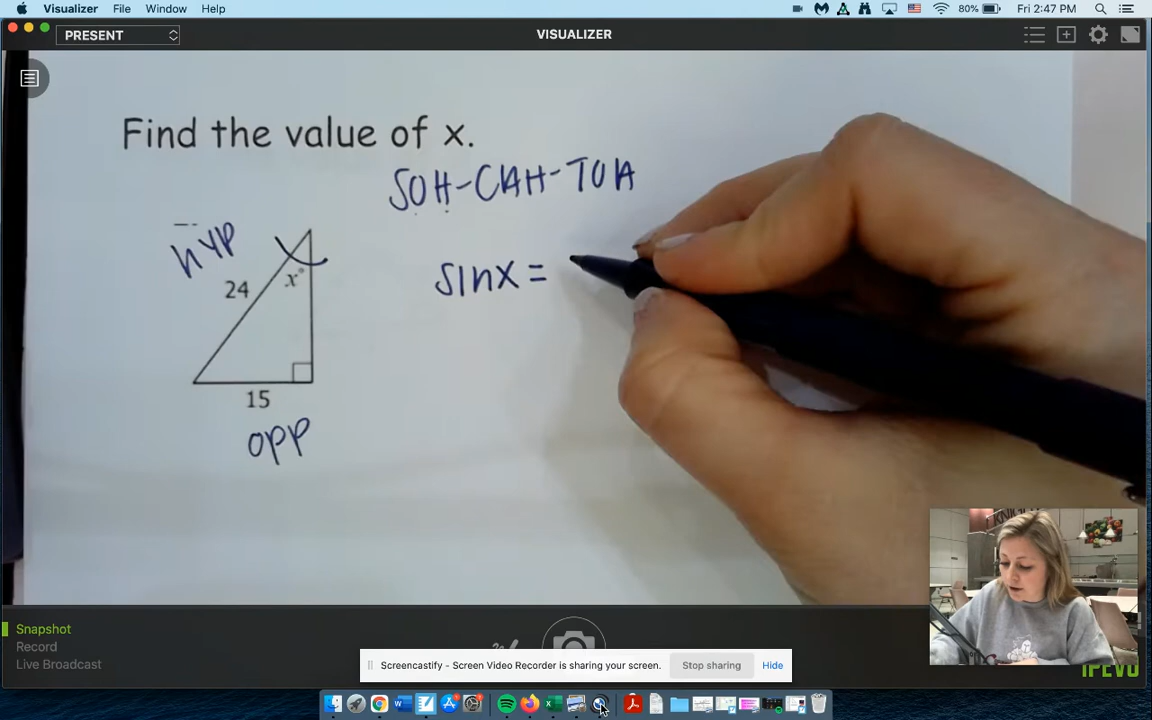 Visualizer File Edit Window Help 80% Fri 2:47 PM
PRESENT
VISUALIZER
Find the value of x.
SOH-CAH-TOA
hyp
24
x°
sinx =
15
opp
Snapshot
Record
Live Broadcast
Screencastify - Screen Video Recorder is sharing your screen. Stop sharing Hide
IPEVO